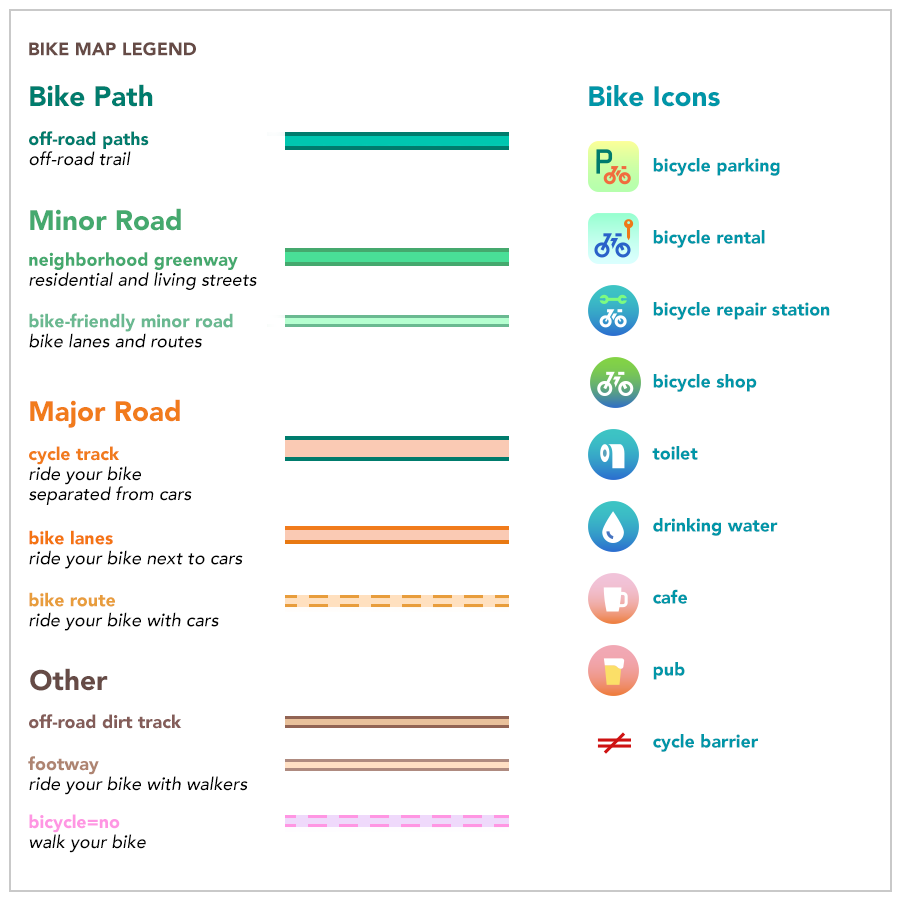 BIKE MAP LEGEND
Bike Path
off-road paths
off-road trail
Minor Road
neighborhood greenway
residential and living streets
bike-friendly minor road
bike lanes and routes
Major Road
cycle track
ride your bike
separated from cars
bike lanes
ride your bike next to cars
bike route
ride your bike with cars
Other
off-road dirt track
footway
ride your bike with walkers
bicycle=no
walk your bike
Bike Icons
P
bicycle parking
bicycle rental
bicycle repair station
bicycle shop
toilet
drinking water
cafe
pub
cycle barrier